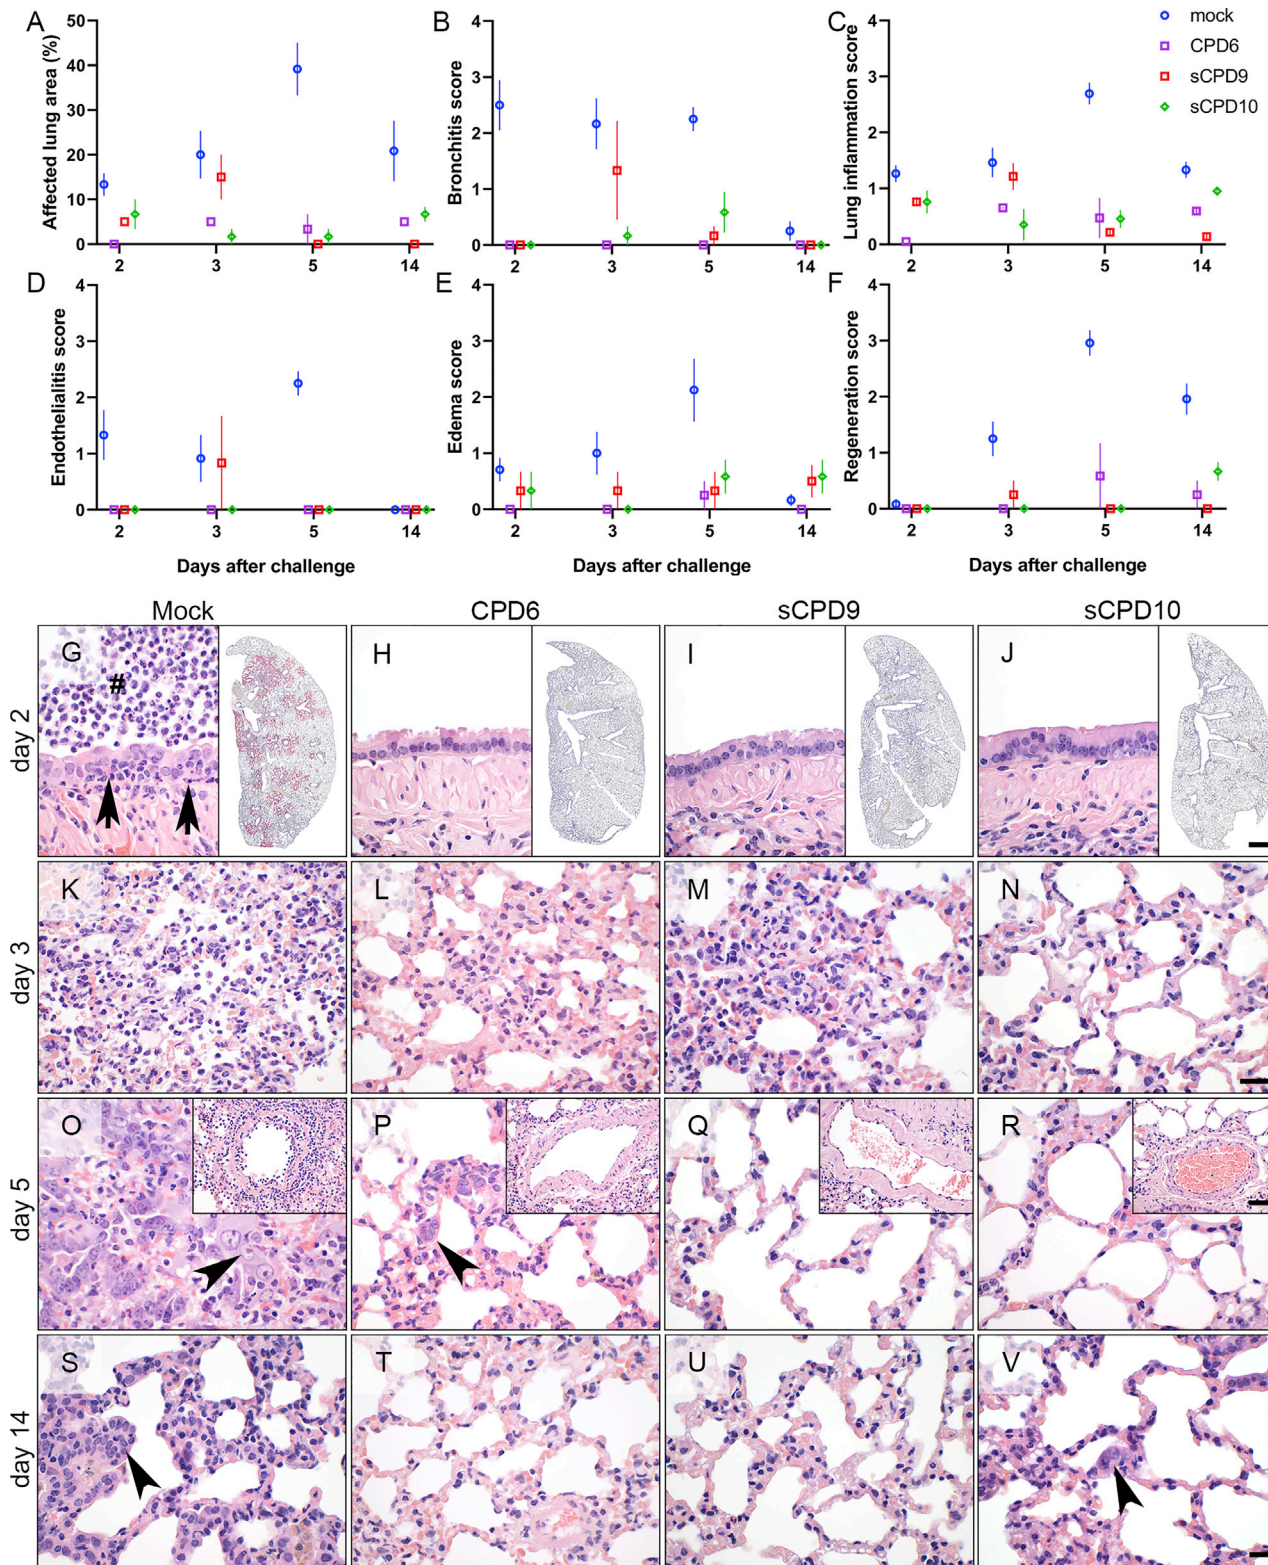 A
B
C
mock
CPD6
sCPD9
sCPD10
Affected lung area (%)
50
40
30
20
10
0
2 3 5 14
Bronchitis score
4
3
2
1
0
2 3 5 14
Lung inflammation score
4
3
2
1
0
2 3 5 14
D
E
F
Endothelialitis score
4
3
2
1
0
2 3 5 14
Days after challenge
Edema score
4
3
2
1
0
2 3 5 14
Days after challenge
Regeneration score
4
3
2
1
0
2 3 5 14
Days after challenge
Mock CPD6 sCPD9 sCPD10
day 2
G H I J
#
day 3
K L M N
day 5
O P Q R
day 14
S T U V